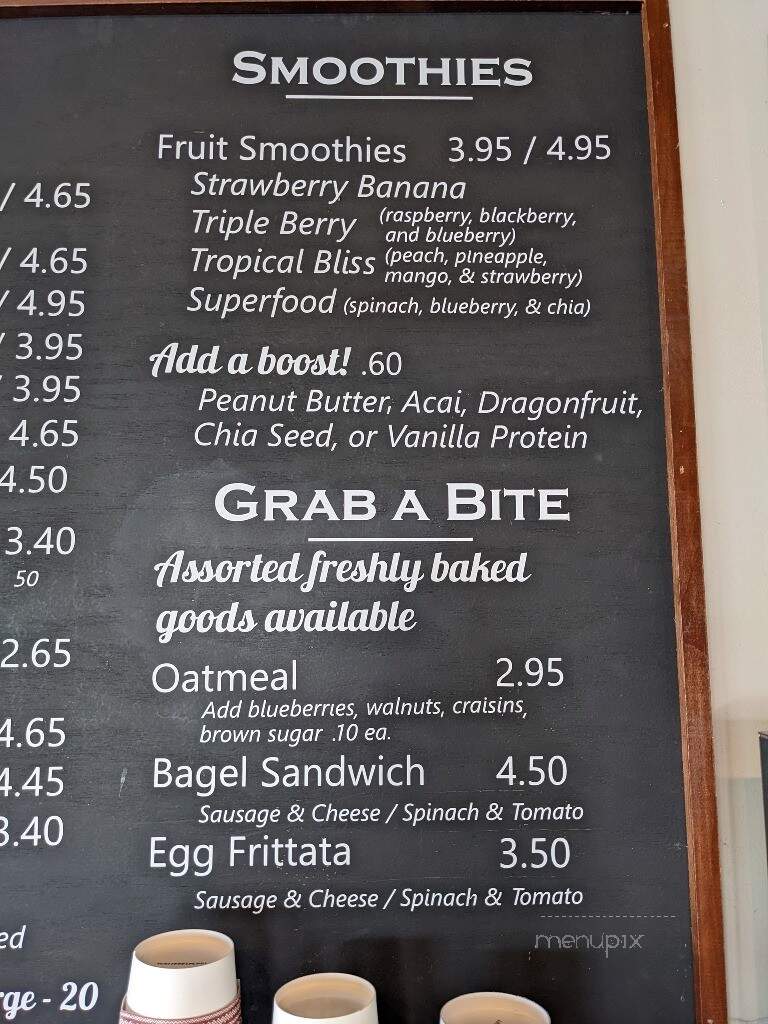 / 4.65
/ 4.65
/ 4.95
/ 3.95
/ 3.95
4.65
4.50
3.40
50
2.65
4.65
4.45
3.40
ed
rge - 20
SMOOTHIES
Fruit Smoothies 3.95 / 4.95
Strawberry Banana
Triple Berry (raspberry, blackberry,
and blueberry)
Tropical Bliss (peach, pineapple,
mango, & strawberry)
Superfood (spinach, blueberry, & chia)
Add a boost! .60
Peanut Butter, Acai, Dragonfruit,
Chia Seed, or Vanilla Protein
GRAB A BITE
Assorted freshly baked
goods available
Oatmeal 2.95
Add blueberries, walnuts, craisins,
brown sugar .10 ea.
Bagel Sandwich 4.50
Sausage & Cheese / Spinach & Tomato
Egg Frittata 3.50
Sausage & Cheese / Spinach & Tomato
menupix